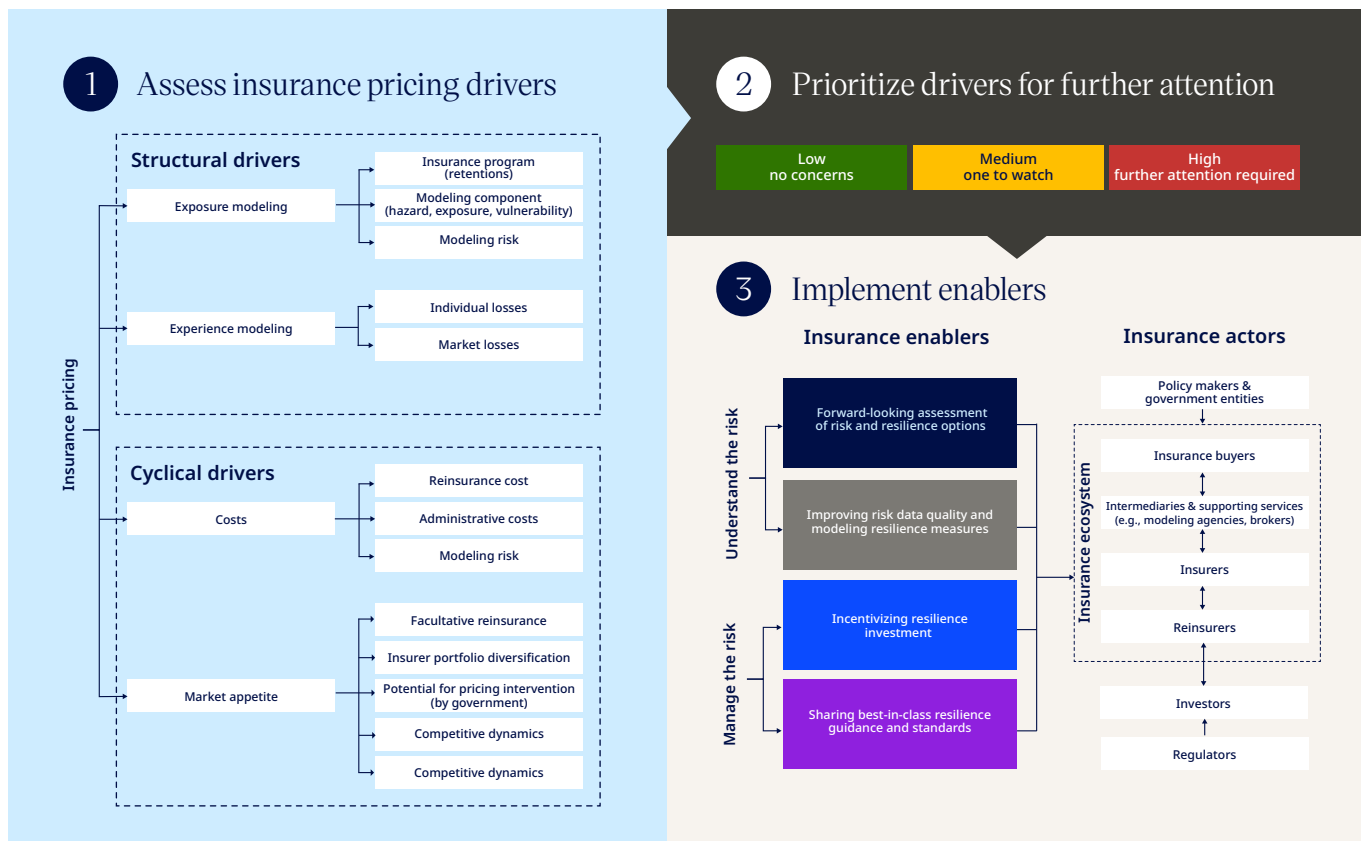 1
Assess insurance pricing drivers
Insurance pricing
Structural drivers
Exposure modeling
Insurance program
(retentions)
Modeling component
(hazard, exposure, vulnerability)
Modeling risk
Experience modeling
Individual losses
Market losses
Cyclical drivers
Costs
Reinsurance cost
Administrative costs
Modeling risk
Market appetite
Facultative reinsurance
Insurer portfolio diversification
Potential for pricing intervention
(by government)
Competitive dynamics
Competitive dynamics
2
Prioritize drivers for further attention
Low
no concerns
Medium
one to watch
High
further attention required
3
Implement enablers
Insurance enablers
Understand the risk
Forward-looking assessment
of risk and resilience options
Improving risk data quality and
modeling resilience measures
Manage the risk
Incentivizing resilience
investment
Sharing best-in-class resilience
guidance and standards
Insurance actors
Policy makers &
government entities
Insurance ecosystem
Insurance buyers
Intermediaries & supporting services
(e.g., modeling agencies, brokers)
Insurers
Reinsurers
Investors
Regulators